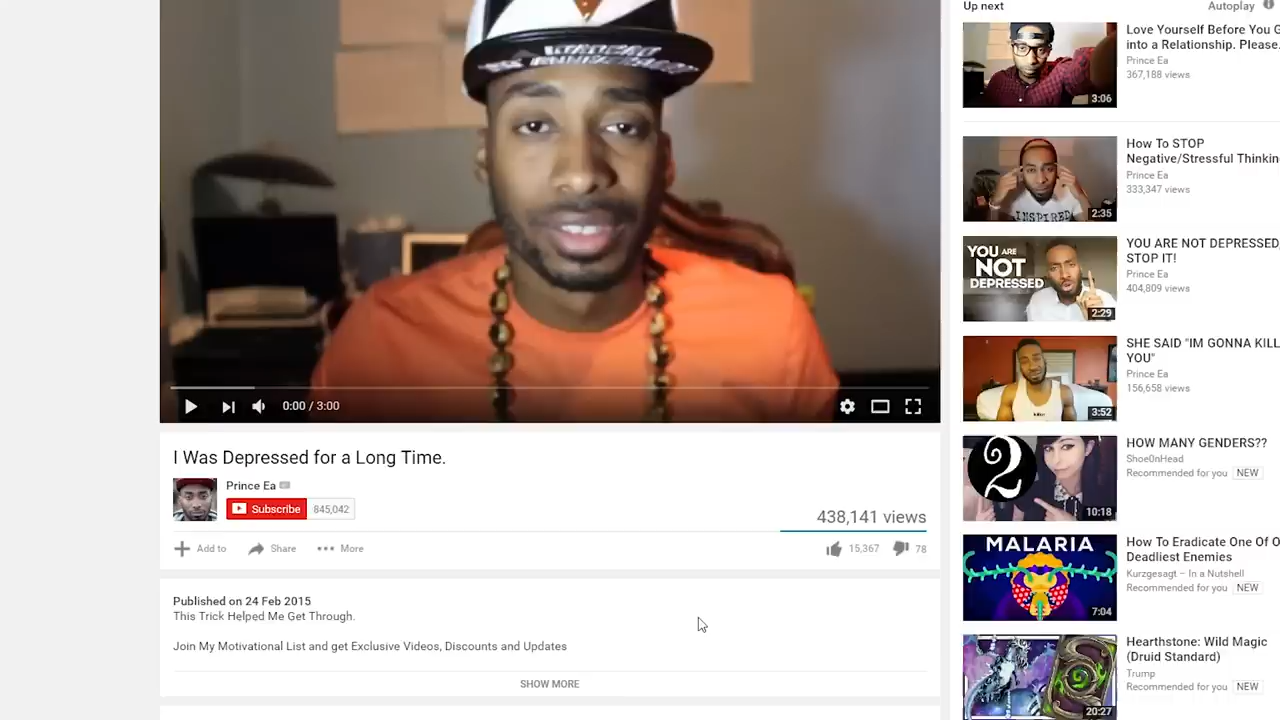 Up next
Autoplay
Love Yourself Before You G
into a Relationship. Please.
Prince Ea
367,188 views
3:06
How To STOP
Negative/Stressful Thinkin
Prince Ea
333,347 views
INSPIRED
2:35
YOU ARE
NOT
DEPRESSED
YOU ARE NOT DEPRESSED,
STOP IT!
Prince Ea
404,809 views
2:29
SHE SAID "IM GONNA KILL
YOU"
Prince Ea
156,658 views
3:52
2
HOW MANY GENDERS??
Shoe0nHead
Recommended for you NEW
10:18
MALARIA
How To Eradicate One Of O
Deadliest Enemies
Kurzgesagt – In a Nutshell
Recommended for you NEW
7:04
Hearthstone: Wild Magic
(Druid Standard)
Trump
Recommended for you NEW
20:27
0:00 / 3:00
I Was Depressed for a Long Time.
Prince Ea
Subscribe 845,042
438,141 views
Add to Share More 15,367 78
Published on 24 Feb 2015
This Trick Helped Me Get Through.
Join My Motivational List and get Exclusive Videos, Discounts and Updates
SHOW MORE